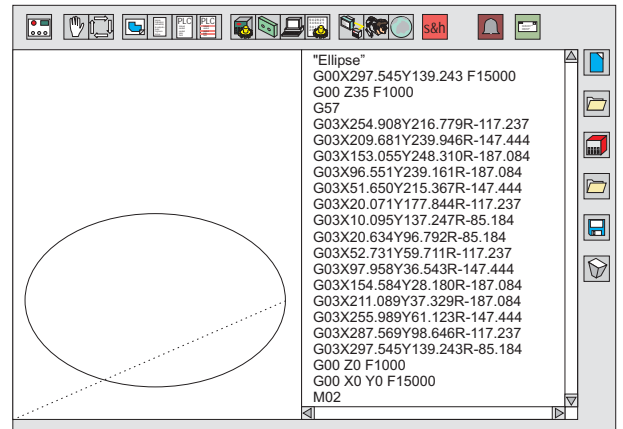 PLC
PLC
s&h
"Ellipse”
G00X297.545Y139.243 F15000
G00 Z35 F1000
G57
G03X254.908Y216.779R-117.237
G03X209.681Y239.946R-147.444
G03X153.055Y248.310R-187.084
G03X96.551Y239.161R-187.084
G03X51.650Y215.367R-147.444
G03X20.071Y177.844R-117.237
G03X10.095Y137.247R-85.184
G03X20.634Y96.792R-85.184
G03X52.731Y59.711R-117.237
G03X97.958Y36.543R-147.444
G03X154.584Y28.180R-187.084
G03X211.089Y37.329R-187.084
G03X255.989Y61.123R-147.444
G03X287.569Y98.646R-117.237
G03X297.545Y139.243R-85.184
G00 Z0 F1000
G00 X0 Y0 F15000
M02